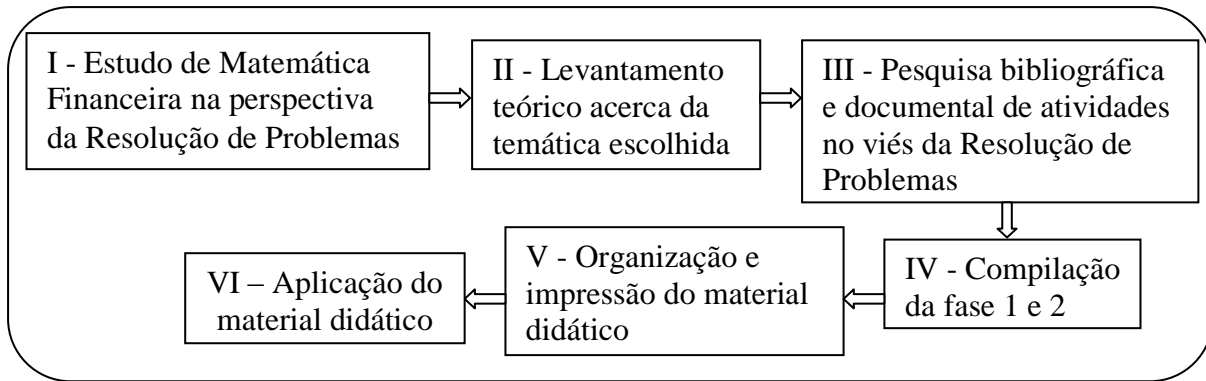 I - Estudo de Matemática
Financeira na perspectiva
da Resolução de Problemas
II - Levantamento
teórico acerca da
temática escolhida
III - Pesquisa bibliográfica
e documental de atividades
no viés da Resolução de
Problemas
IV - Compilação
da fase 1 e 2
V - Organização e
impressão do material
didático
VI – Aplicação do
material didático